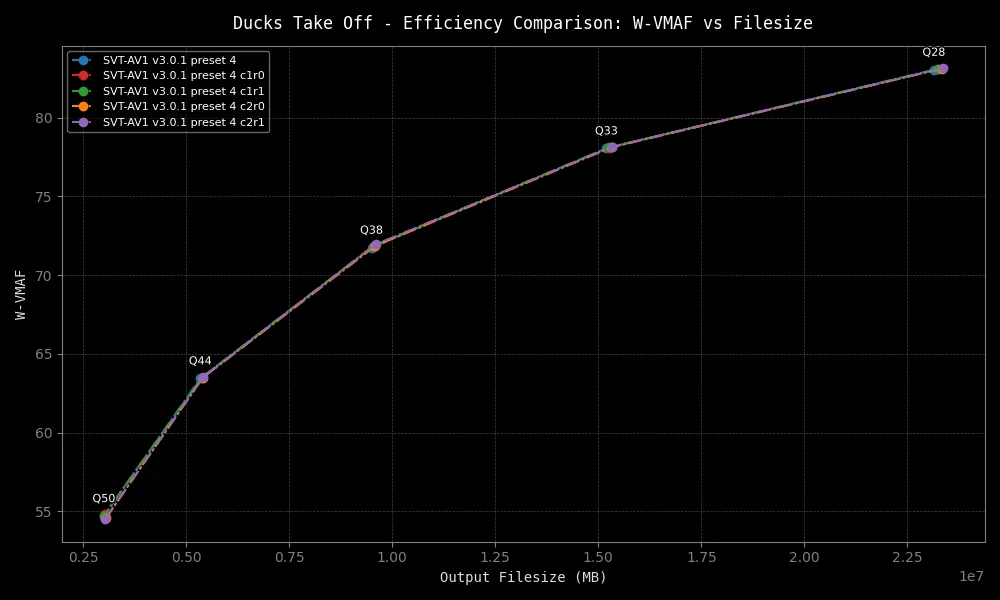 Ducks Take Off - Efficiency Comparison: W-VMAF vs Filesize
SVT-AV1 v3.0.1 preset 4
SVT-AV1 v3.0.1 preset 4 c1r0
SVT-AV1 v3.0.1 preset 4 c1r1
SVT-AV1 v3.0.1 preset 4 c2r0
SVT-AV1 v3.0.1 preset 4 c2r1
Q28
Q33
Q38
Q44
Q50
80
75
70
65
60
55
W-VMAF
0.25 0.50 0.75 1.00 1.25 1.50 1.75 2.00 2.25
1e7
Output Filesize (MB)